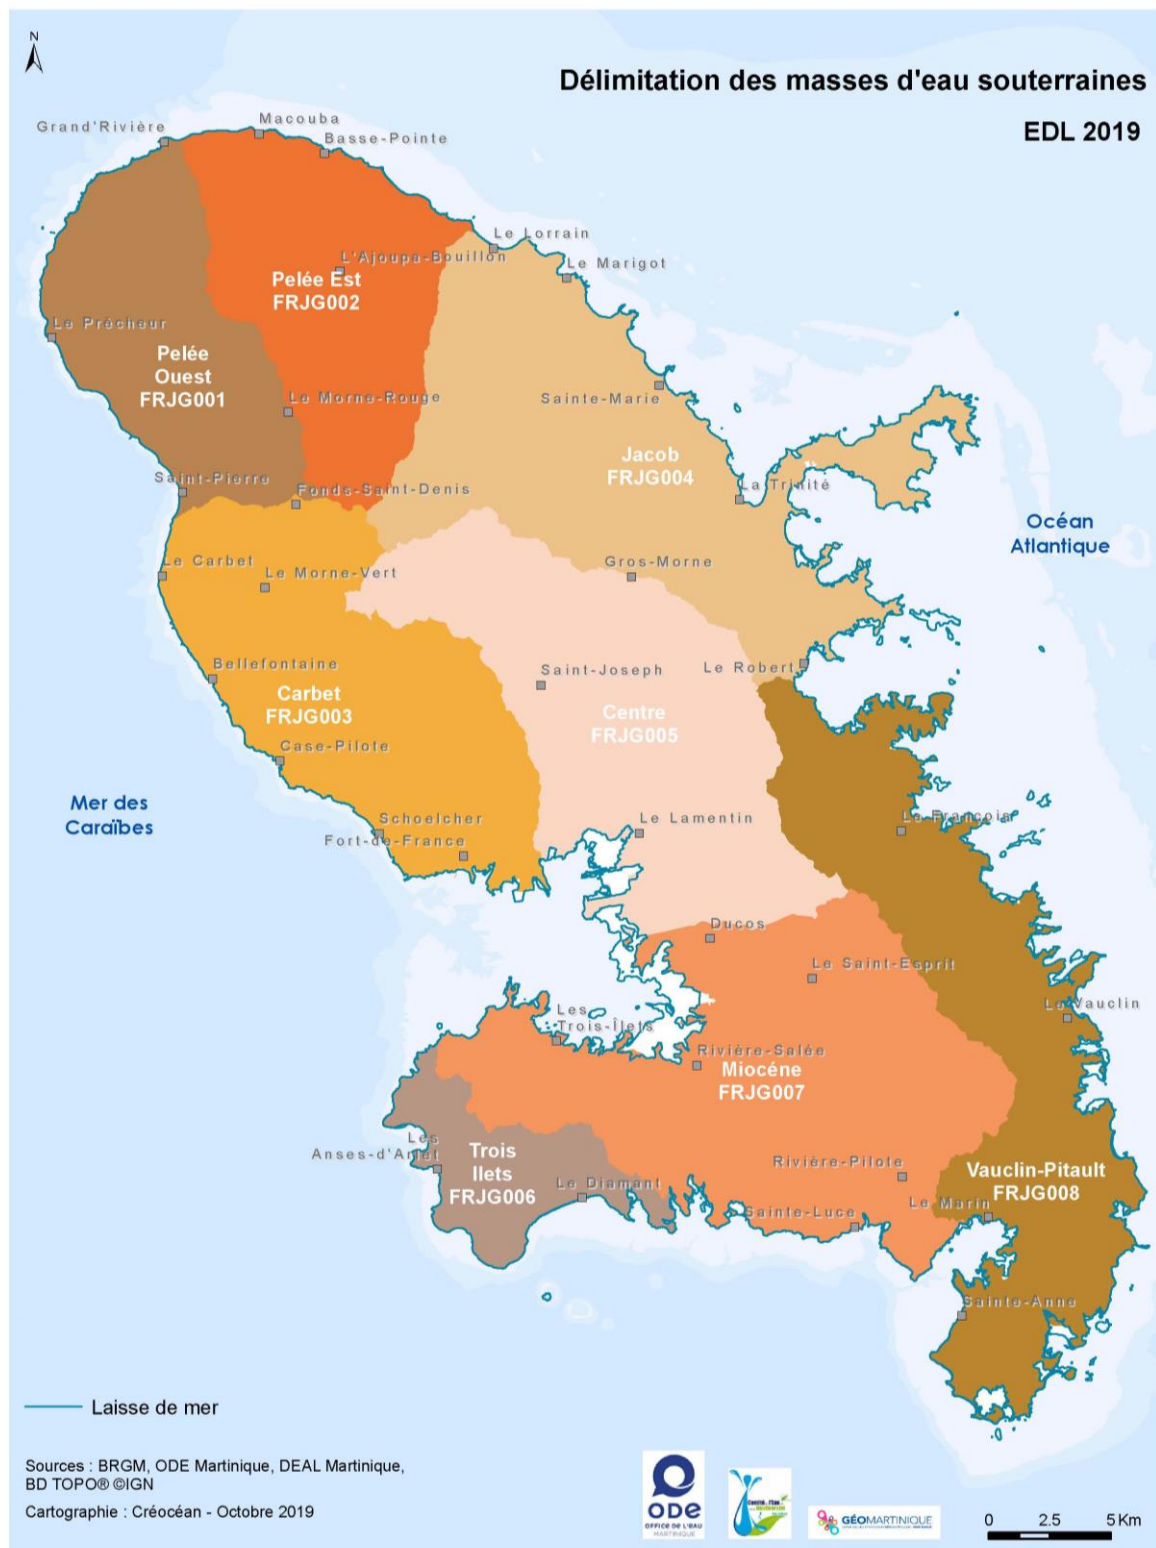 N
Délimitation des masses d'eau souterraines
EDL 2019
Grand'Rivière
Macouba
Basse-Pointe
Le Lorrain
L'Ajoupa-Bouillon
Le Marigot
Pelée Est
FRJG002
Le Prêcheur
Pelée
Ouest
FRJG001
Le Morne-Rouge
Sainte-Marie
Jacob
FRJG004
Saint-Pierre
Fonds-Saint-Denis
La Trinité
Océan
Atlantique
Le Carbet
Le Morne-Vert
Gros-Morne
Bellefontaine
Saint-Joseph
Le Robert
Carbet
FRJG003
Centre
FRJG005
Case-Pilote
Mer des
Caraïbes
Schoelcher
Fort-de-France
Le Lamentin
Le François
Ducos
Le Saint-Esprit
Les
Trois-Îlets
Le Vauclin
Rivière-Salée
Miocéne
FRJG007
Les
Anses-d'Arlet
Trois
Ilets
FRJG006
Le Diamant
Rivière-Pilote
Vauclin-Pitault
FRJG008
Le Marin
Sainte-Luce
Sainte-Anne
Laisse de mer
Sources : BRGM, ODE Martinique, DEAL Martinique,
BD TOPO® ©IGN
Cartographie : Créocéan - Octobre 2019
ODE
OFFICE DE L'EAU
MARTINIQUE
GÉOMARTINIQUE
0 2.5 5 Km